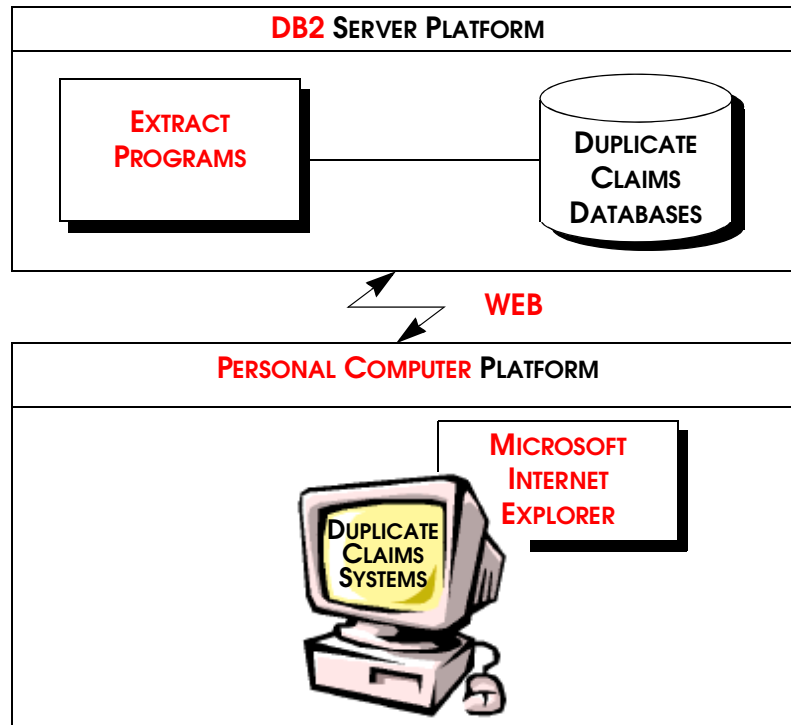 DB2 SERVER PLATFORM
EXTRACT
PROGRAMS
DUPLICATE
CLAIMS
DATABASES
WEB
PERSONAL COMPUTER PLATFORM
MICROSOFT
INTERNET
EXPLORER
DUPLICATE
CLAIMS
SYSTEMS